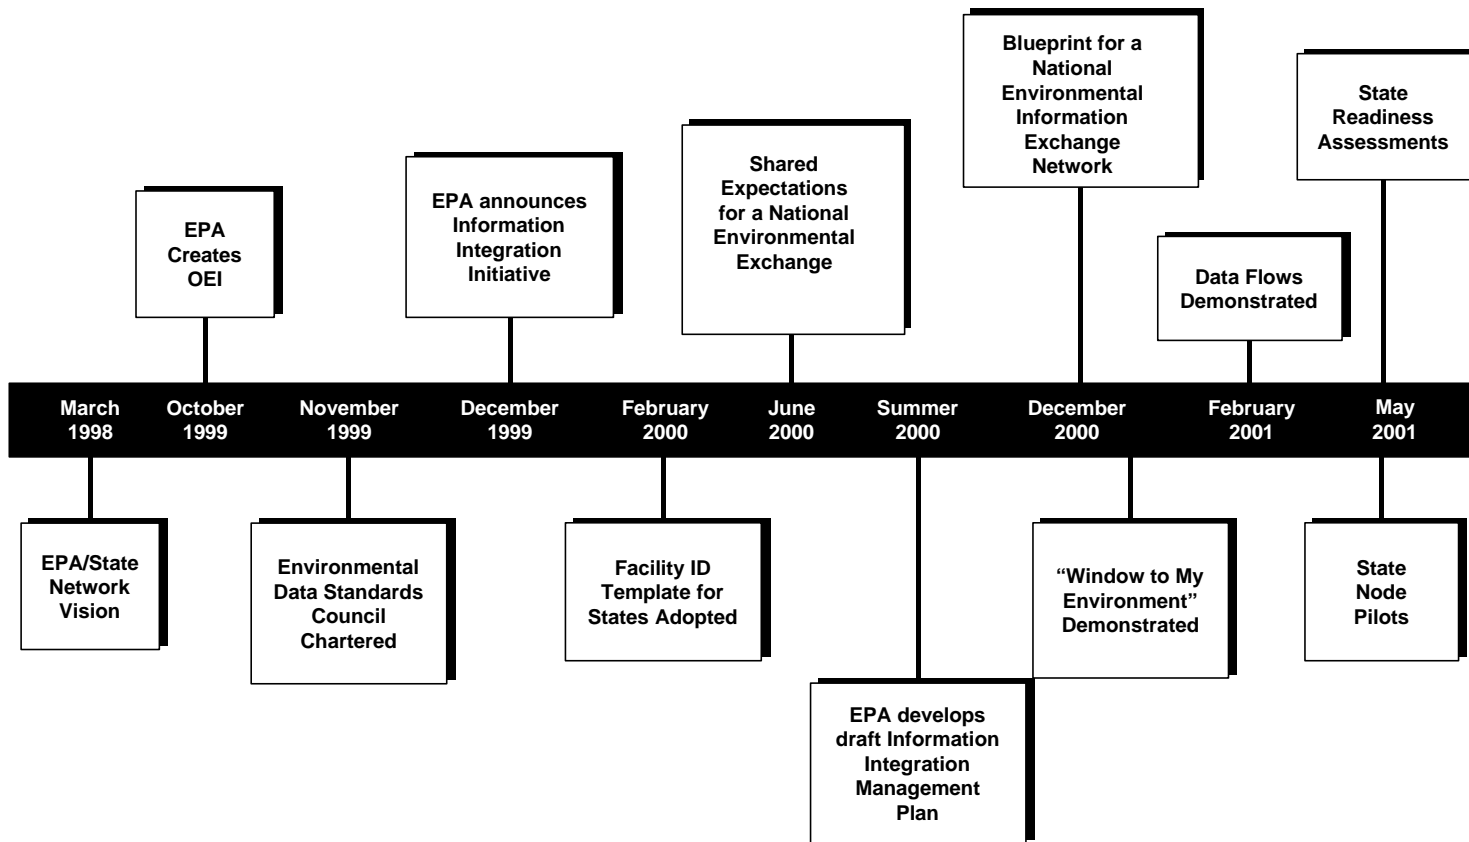 Blueprint for a
National
Environmental
Information
Exchange
Network
State
Readiness
Assessments
Shared
Expectations
for a National
Environmental
Exchange
EPA announces
Information
Integration
Initiative
EPA
Creates
OEI
Data Flows
Demonstrated
March
1998
October
1999
November
1999
December
1999
February
2000
June
2000
Summer
2000
December
2000
February
2001
May
2001
EPA/State
Network
Vision
Environmental
Data Standards
Council
Chartered
Facility ID
Template for
States Adopted
“Window to My
Environment”
Demonstrated
State
Node
Pilots
EPA develops
draft Information
Integration
Management
Plan